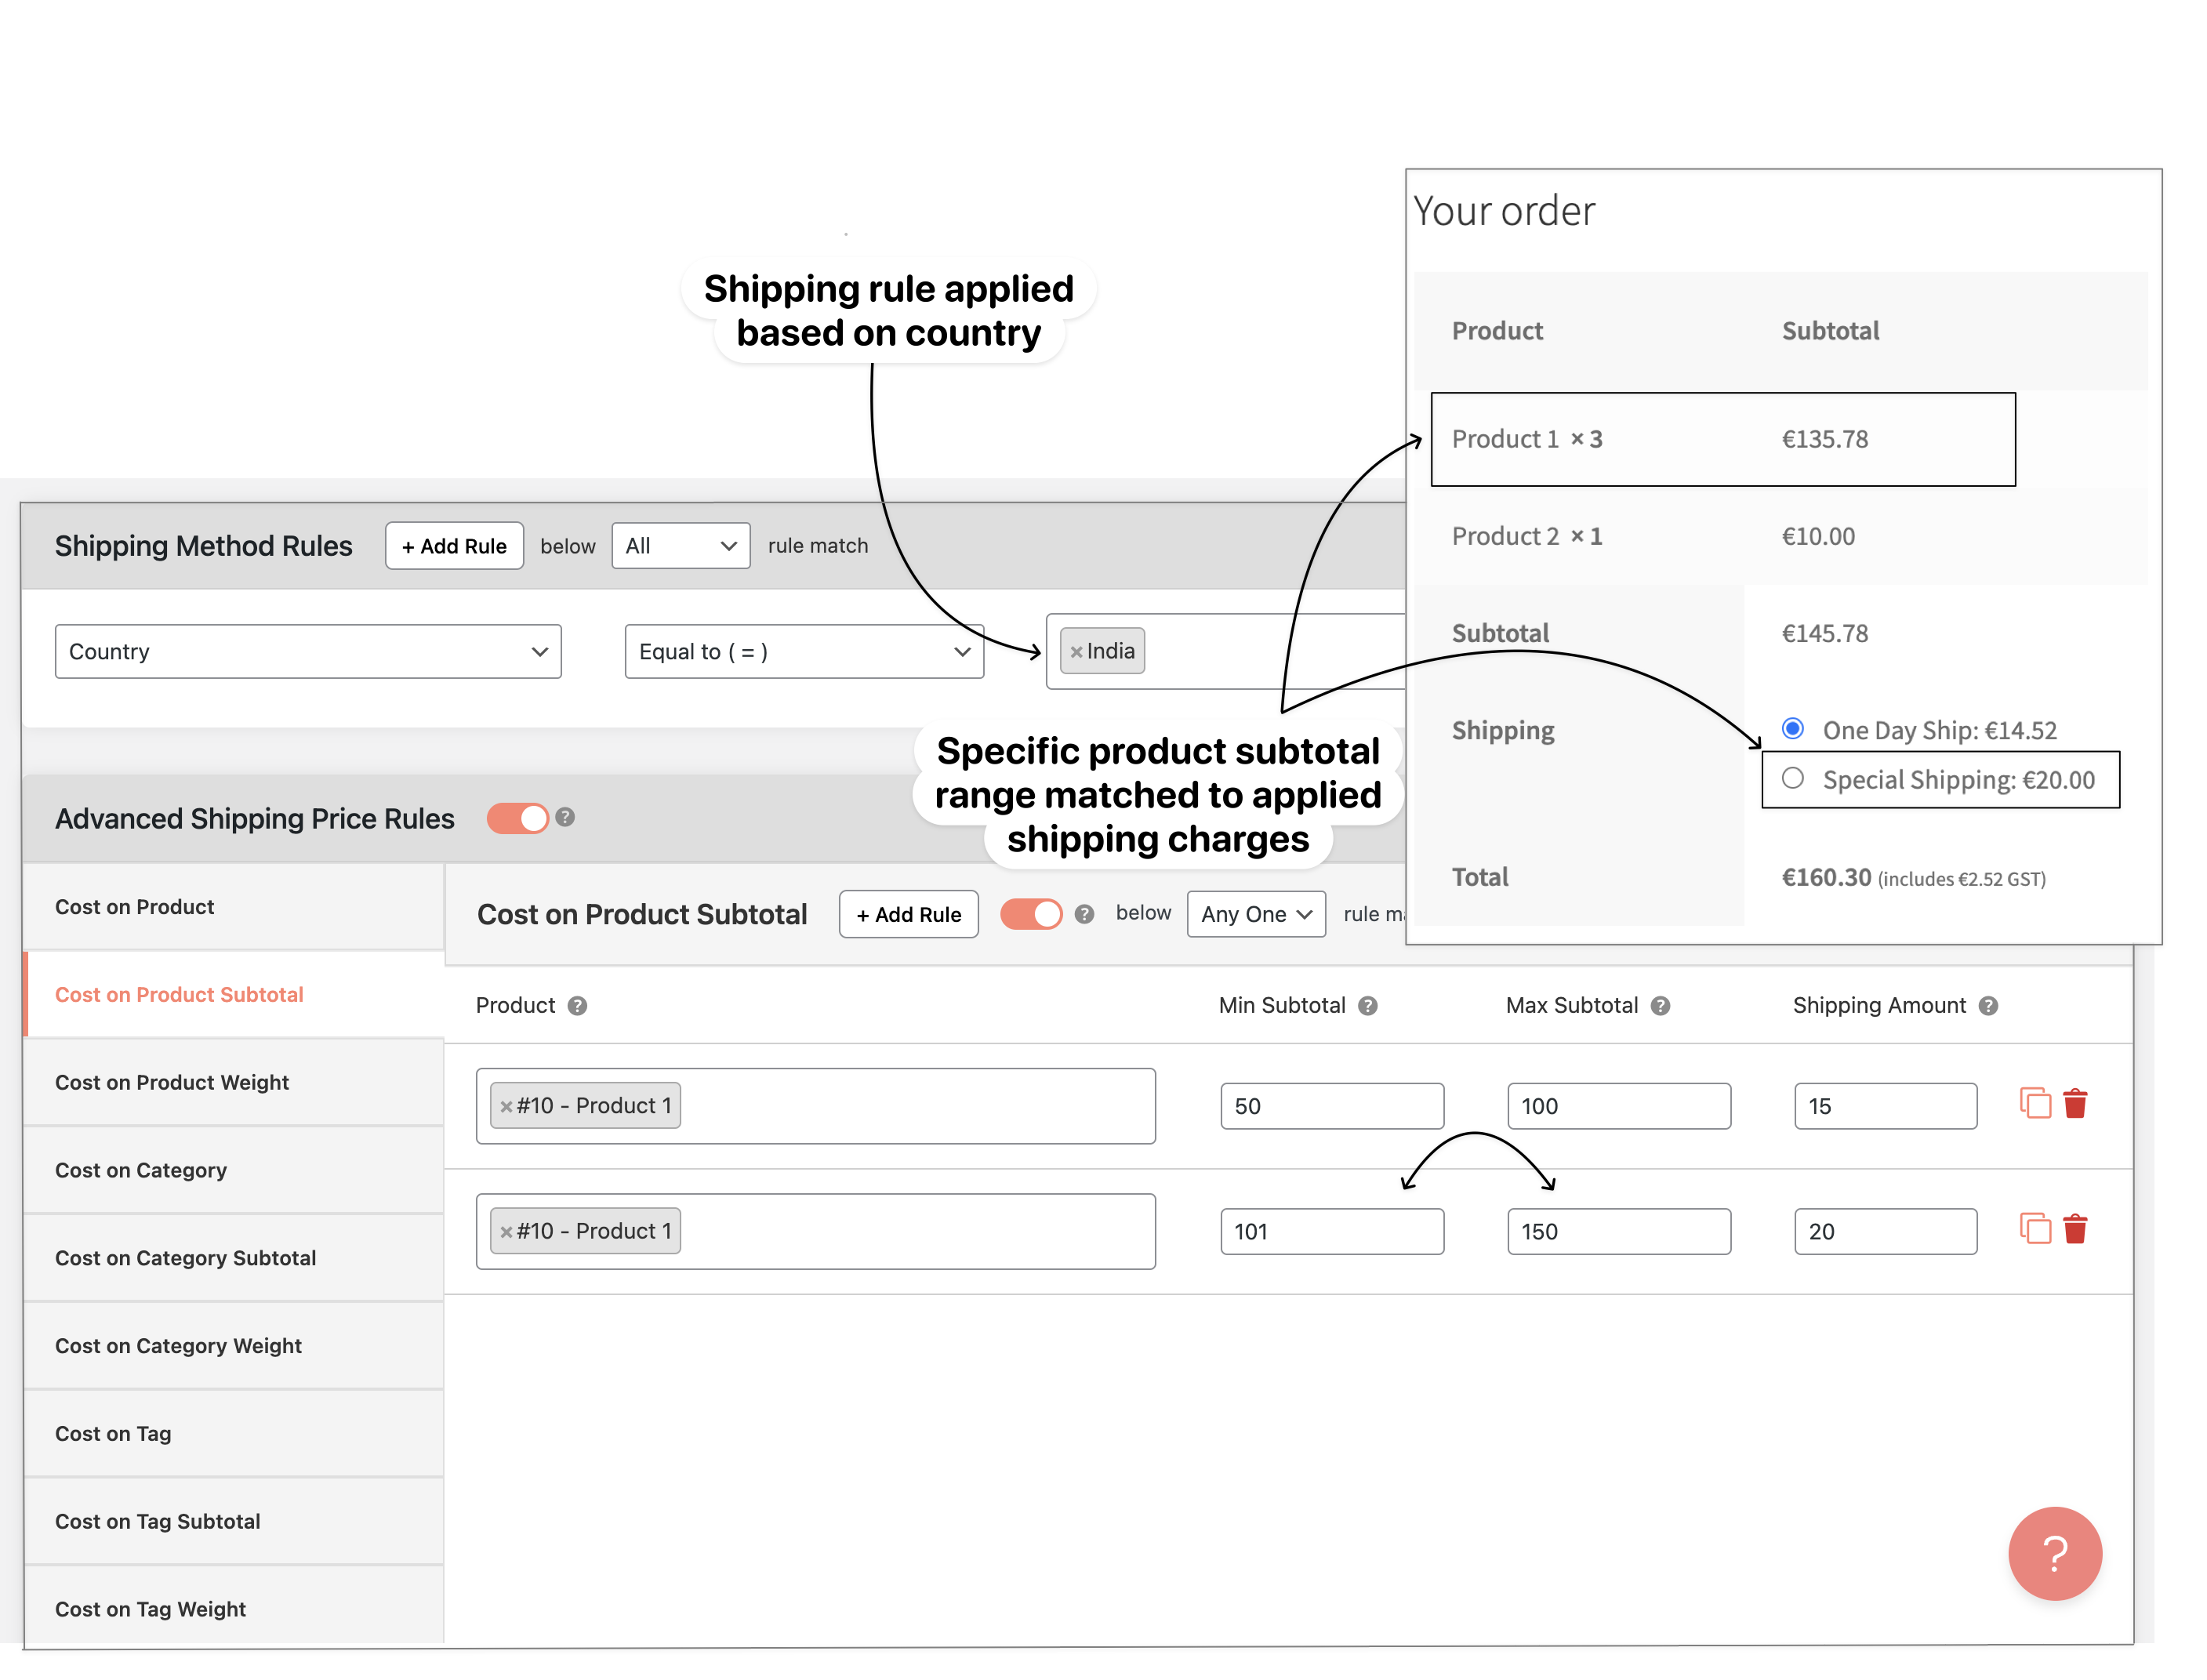 Your order
Shipping rule applied
based on country
Product Subtotal
Product 1 × 3 €135.78
Product 2 × 1 €10.00
Subtotal €145.78
Shipping One Day Ship: €14.52
Special Shipping: €20.00
Total €160.30 (includes €2.52 GST)
Shipping Method Rules + Add Rule below All rule match
Country Equal to ( = ) × India
Specific product subtotal
range matched to applied
shipping charges
Advanced Shipping Price Rules ?
Cost on Product
Cost on Product Subtotal
Cost on Product Weight
Cost on Category
Cost on Category Subtotal
Cost on Category Weight
Cost on Tag
Cost on Tag Subtotal
Cost on Tag Weight
Cost on Product Subtotal + Add Rule ? below Any One rule
Product ? Min Subtotal ? Max Subtotal ? Shipping Amount ?
× #10 - Product 1 50 100 15
× #10 - Product 1 101 150 20
?